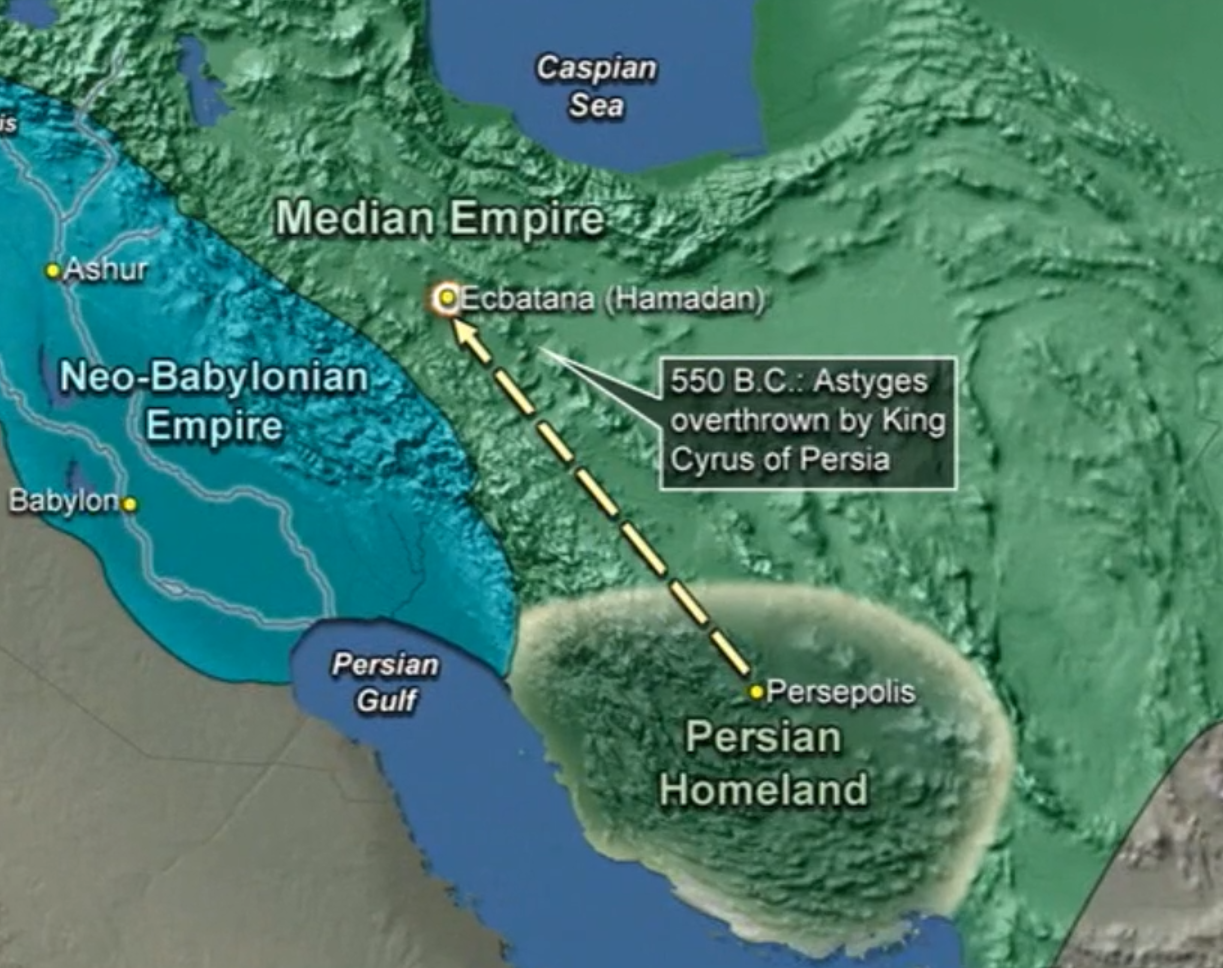 Caspian
Sea
is
Median Empire
Ashur
Ecbatana (Hamadan)
Neo-Babylonian
Empire
550 B.C.: Astyges
overthrown by King
Cyrus of Persia
Babylon
Persian
Gulf
Persepolis
Persian
Homeland